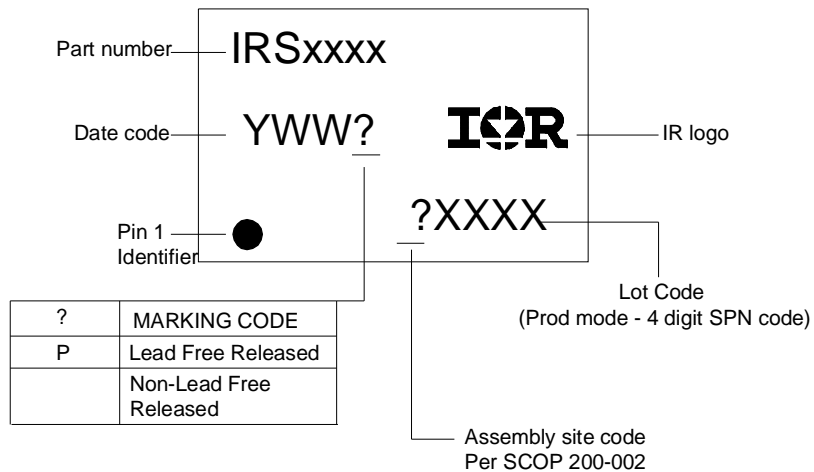 Part number
IRSxxxx
Date code
YWW?
IOR
IR logo
?XXXX
Pin 1
Identifier
Lot Code
(Prod mode - 4 digit SPN code)
? MARKING CODE
P Lead Free Released
Non-Lead Free
Released
Assembly site code
Per SCOP 200-002